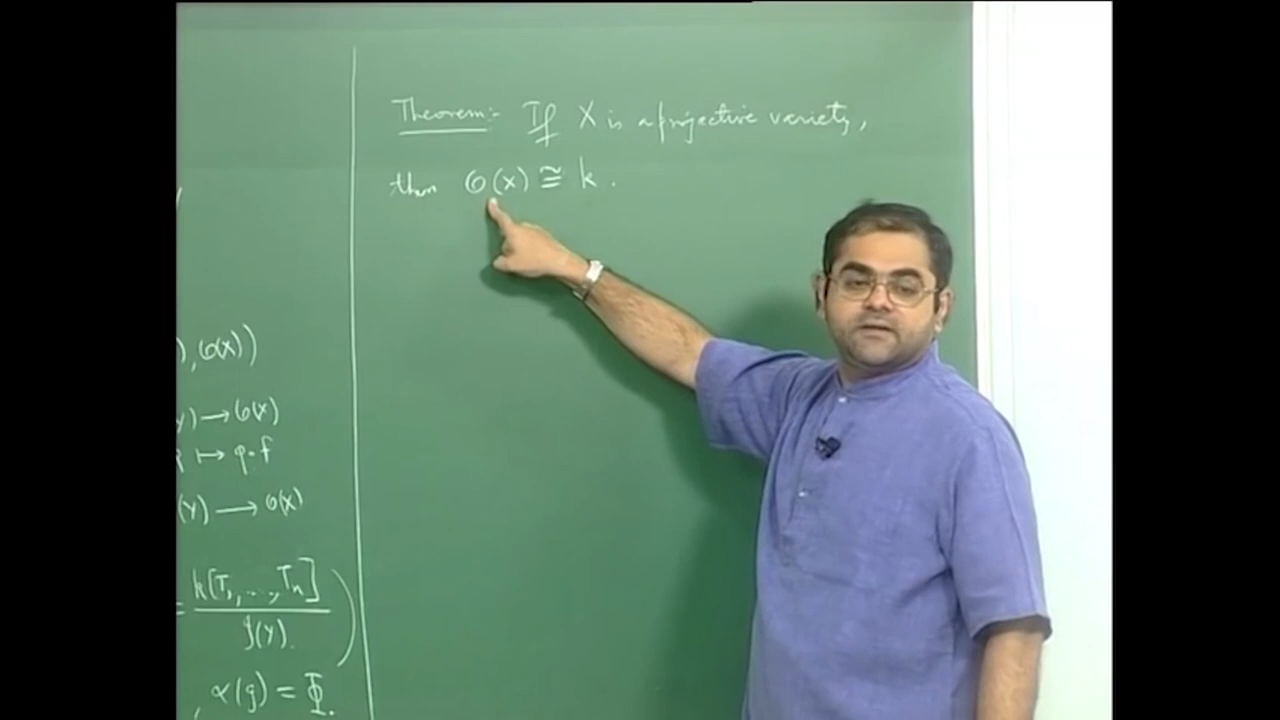 Theorem:- If X is a projective variety,
then O(X) ≅ k .
), O(X))
Y) → O(X)
φ ↦ φ∘f
(Y) → O(X)
= k[T₁, ..., Tₙ]
I(Y).
, α(g) = Φ.